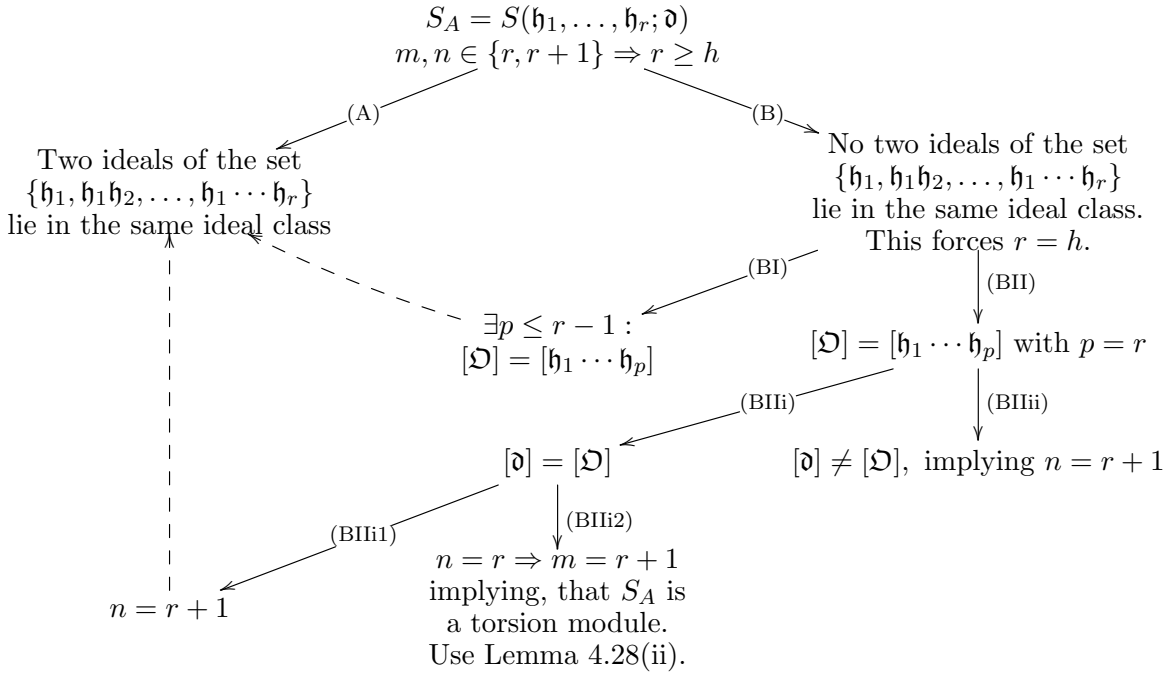 S_A = S(𝔥_1, …, 𝔥_r; 𝔡)
m, n ∈ {r, r + 1} ⇒ r ≥ h
(A)
(B)
Two ideals of the set
{𝔥_1, 𝔥_1𝔥_2, …, 𝔥_1 ⋯ 𝔥_r}
lie in the same ideal class
No two ideals of the set
{𝔥_1, 𝔥_1𝔥_2, …, 𝔥_1 ⋯ 𝔥_r}
lie in the same ideal class.
This forces r = h.
(BI)
(BII)
∃p ≤ r − 1 :
[𝔒] = [𝔥_1 ⋯ 𝔥_p]
[𝔒] = [𝔥_1 ⋯ 𝔥_p] with p = r
(BIIi)
(BIIii)
[𝔡] = [𝔒]
[𝔡] ≠ [𝔒], implying n = r + 1
(BIIi1)
(BIIi2)
n = r + 1
n = r ⇒ m = r + 1
implying, that S_A is
a torsion module.
Use Lemma 4.28(ii).